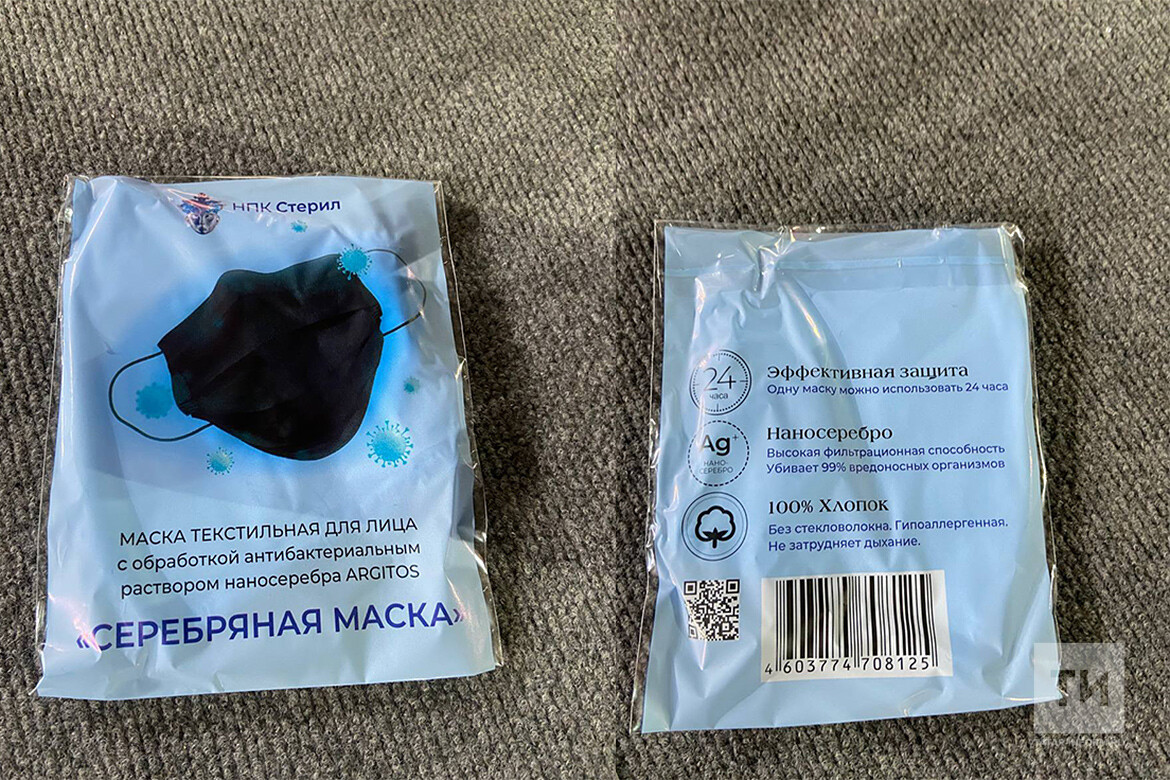 НПК Стерил
МАСКА ТЕКСТИЛЬНАЯ ДЛЯ ЛИЦА
с обработкой антибактериальным
раствором наносеребра ARGITOS
«СЕРЕБРЯНАЯ МАСКА»
24
часа
Эффективная защита
Одну маску можно использовать 24 часа
Ag+
НАНО-
СЕРЕБРО
Наносеребро
Высокая фильтрационная способность
Убивает 99% вредоносных организмов
100% Хлопок
Без стекловолокна. Гипоаллергенная.
Не затрудняет дыхание.
4 603774 708125
ТИ